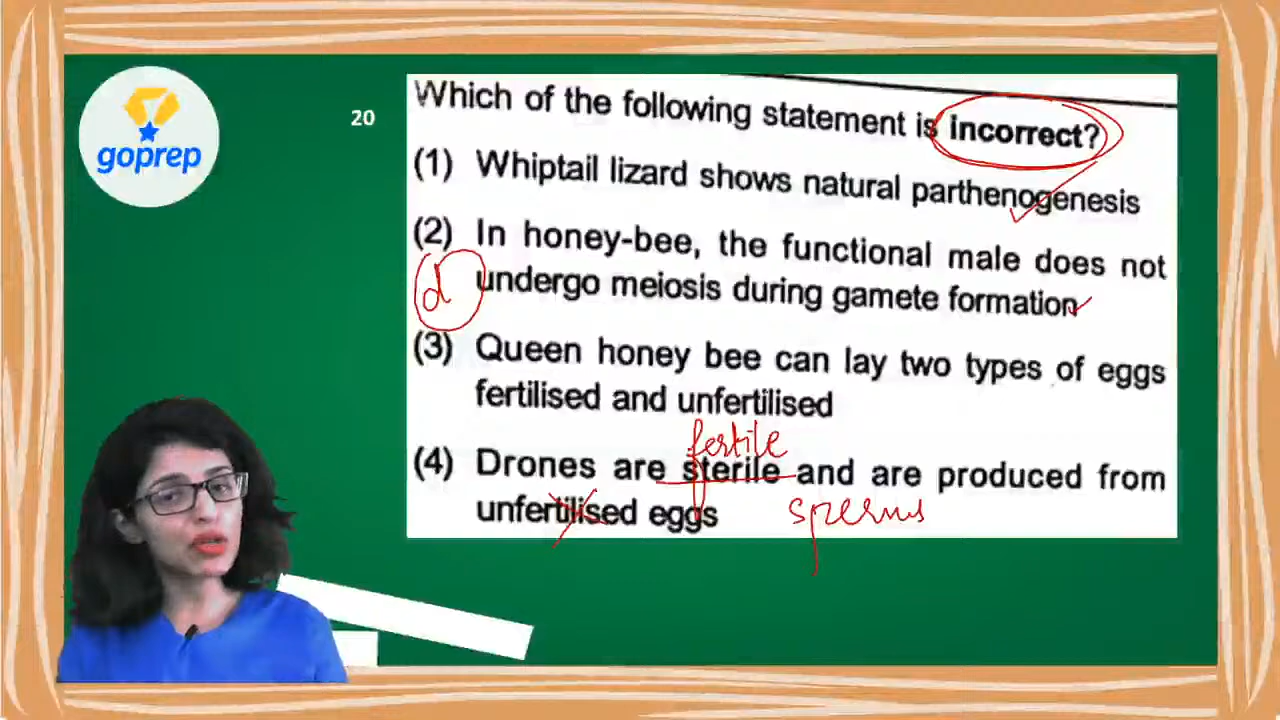 goprep
20
Which of the following statement is incorrect?
(1) Whiptail lizard shows natural parthenogenesis
(2) In honey-bee, the functional male does not
d
undergo meiosis during gamete formation
(3) Queen honey bee can lay two types of eggs
fertilised and unfertilised
fertile
(4) Drones are sterile and are produced from
unfertilised eggs
sperms